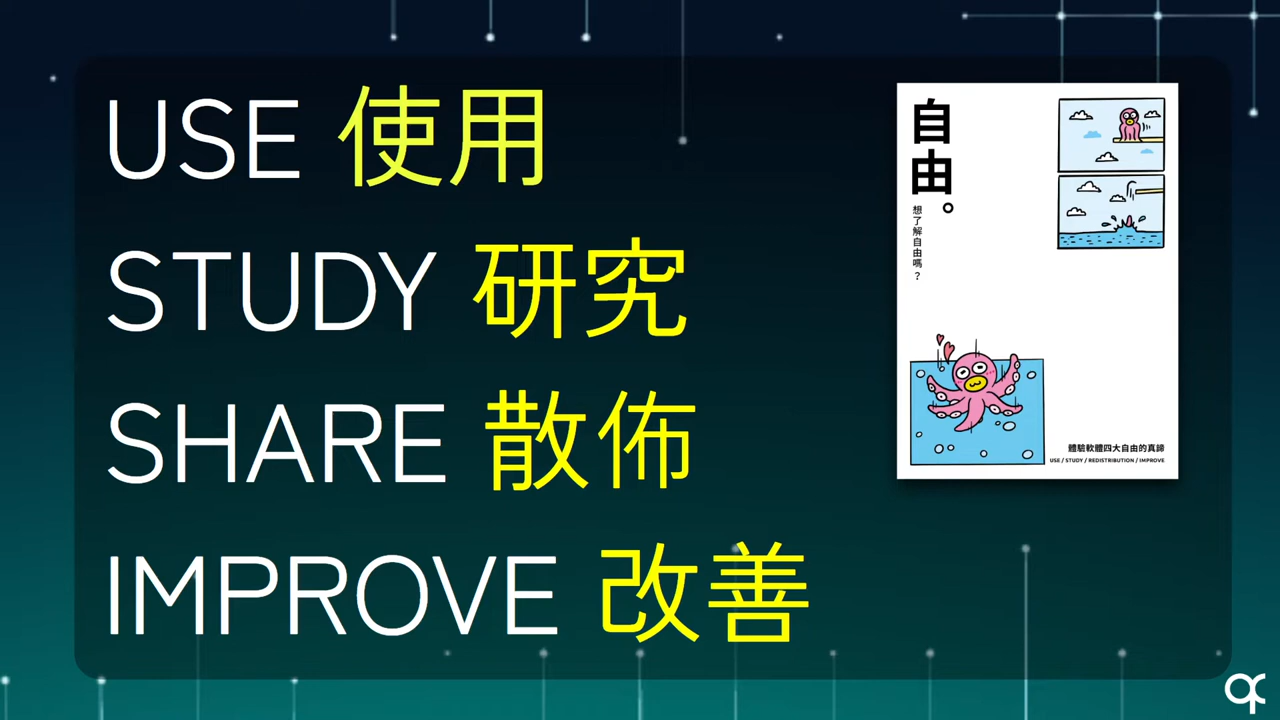 USE 使用
STUDY 研究
SHARE 散佈
IMPROVE 改善
自由。
想了解自由嗎？
體驗軟體四大自由的真諦
USE / STUDY / REDISTRIBUTION / IMPROVE